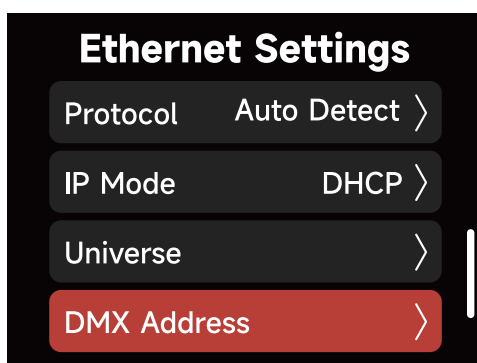 Ethernet Settings
Protocol Auto Detect
IP Mode DHCP
Universe
DMX Address